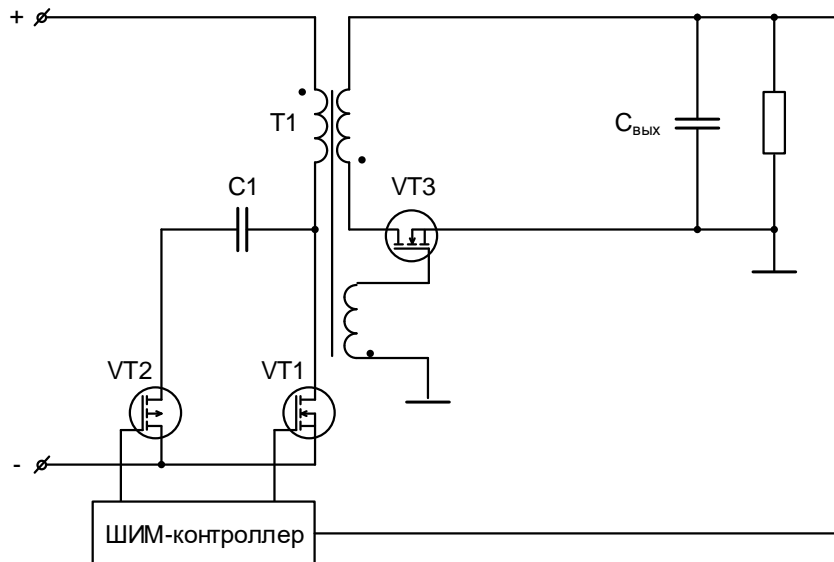 +
T1
Cвых
C1
VT3
VT2
VT1
-
ШИМ-контроллер